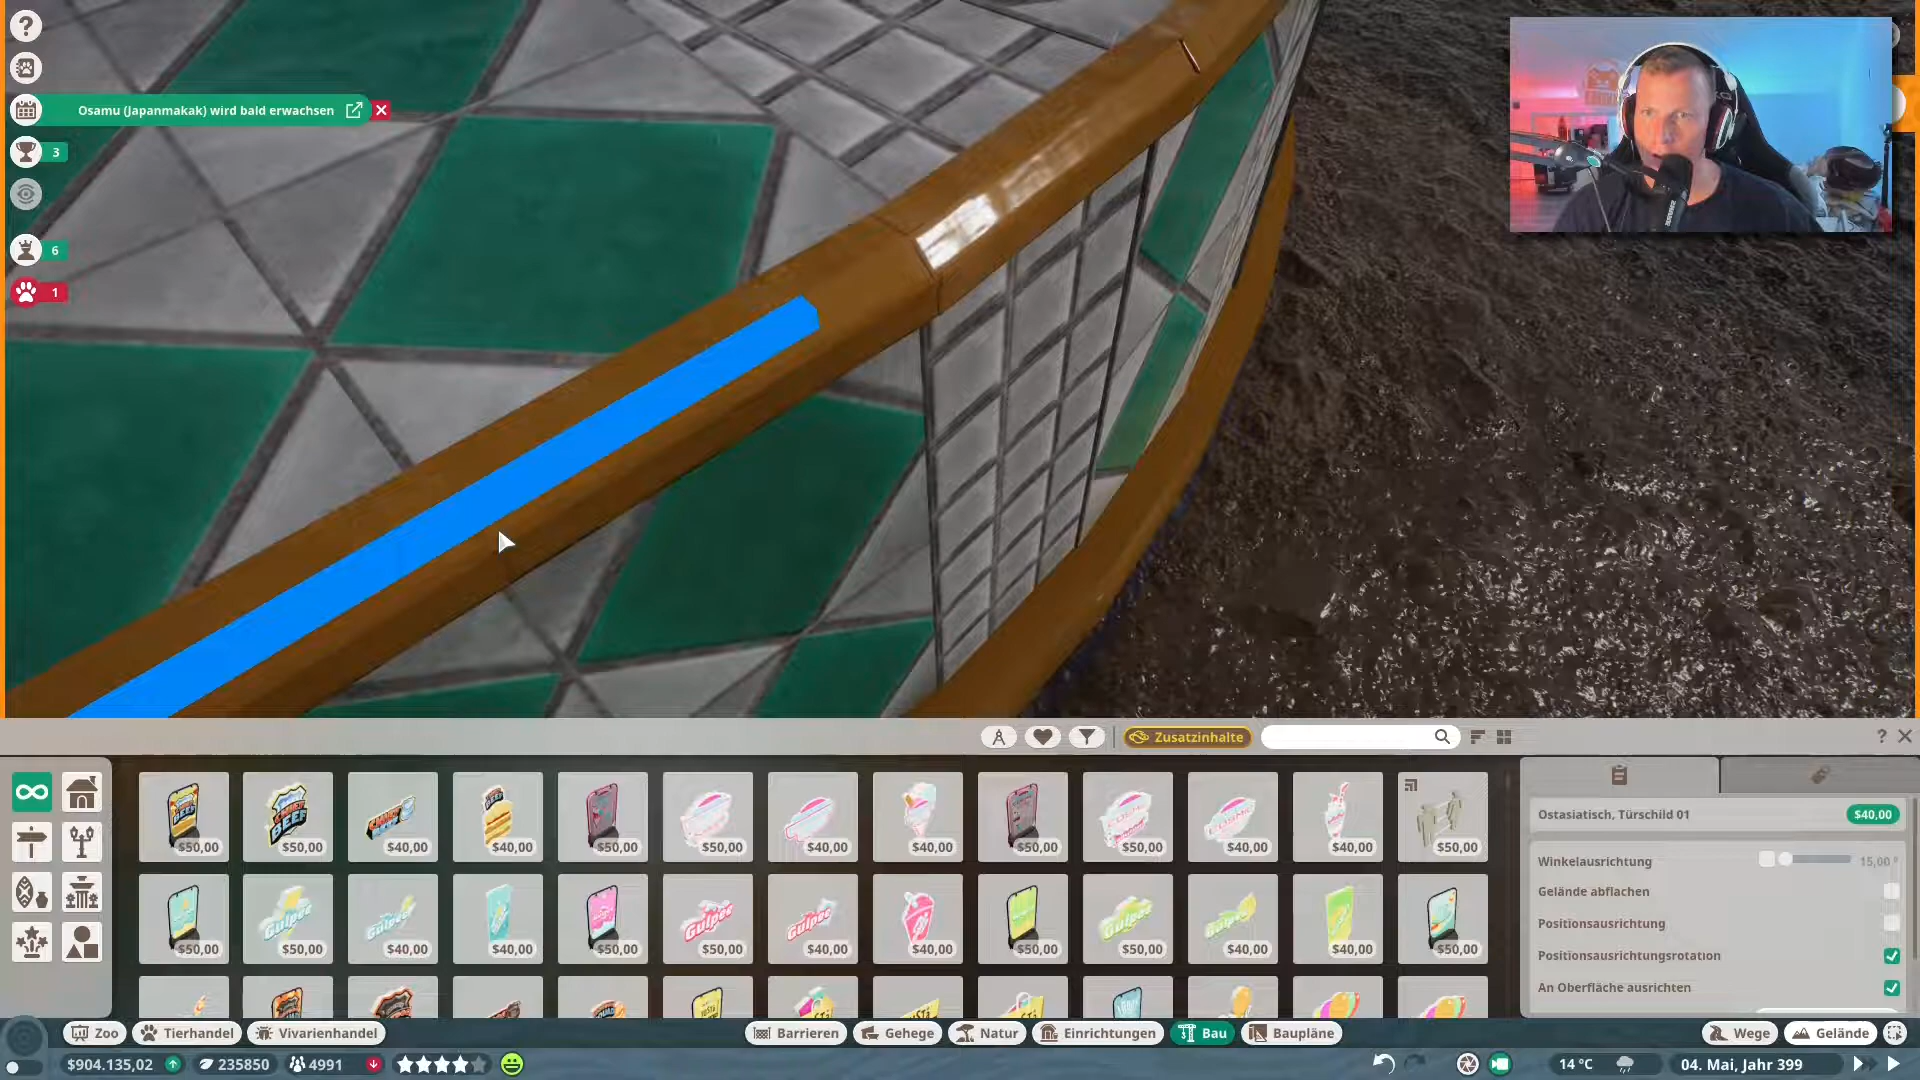 Osamu (Japanmakak) wird bald erwachsen
3
6
1
Zusatzinhalte
$50,00 $50,00 $40,00 $40,00 $50,00 $50,00 $40,00 $40,00 $50,00 $50,00 $40,00 $40,00 $50,00
$50,00 $50,00 $40,00 $40,00 $50,00 $50,00 $40,00 $40,00 $50,00 $50,00 $40,00 $40,00 $50,00
Ostasiatisch, Türschild 01 $40,00
Winkelausrichtung 15,00 °
Gelände abflachen
Positionsausrichtung
Positionsausrichtungsrotation
An Oberfläche ausrichten
Zoo Tierhandel Vivarienhandel Barrieren Gehege Natur Einrichtungen Bau Baupläne Wege Gelände
$904.135,02 235850 4991 14 °C 04. Mai, Jahr 399